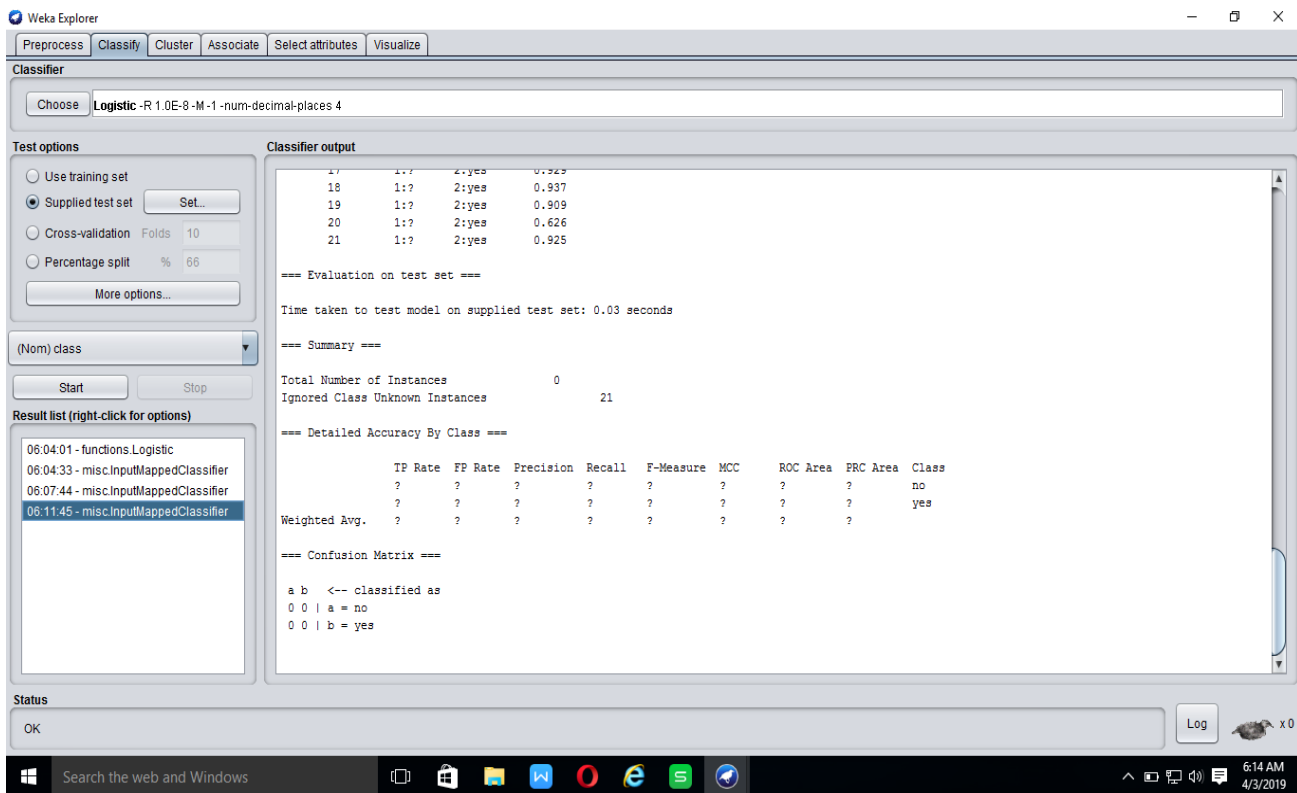 Weka Explorer
Preprocess Classify Cluster Associate Select attributes Visualize
Classifier
Choose Logistic -R 1.0E-8 -M -1 -num-decimal-places 4
Test options
Use training set
Supplied test set Set...
Cross-validation Folds 10
Percentage split % 66
More options...
(Nom) class
Start Stop
Result list (right-click for options)
06:04:01 - functions.Logistic
06:04:33 - misc.InputMappedClassifier
06:07:44 - misc.InputMappedClassifier
06:11:45 - misc.InputMappedClassifier
Classifier output
17 1:? 2:yes 0.929
18 1:? 2:yes 0.937
19 1:? 2:yes 0.909
20 1:? 2:yes 0.626
21 1:? 2:yes 0.925
=== Evaluation on test set ===
Time taken to test model on supplied test set: 0.03 seconds
=== Summary ===
Total Number of Instances 0
Ignored Class Unknown Instances 21
=== Detailed Accuracy By Class ===
TP Rate FP Rate Precision Recall F-Measure MCC ROC Area PRC Area Class
? ? ? ? ? ? ? ? no
? ? ? ? ? ? ? ? yes
Weighted Avg. ? ? ? ? ? ? ? ?
=== Confusion Matrix ===
a b <-- classified as
0 0 | a = no
0 0 | b = yes
Status
OK
Log x 0
Search the web and Windows
6:14 AM
4/3/2019